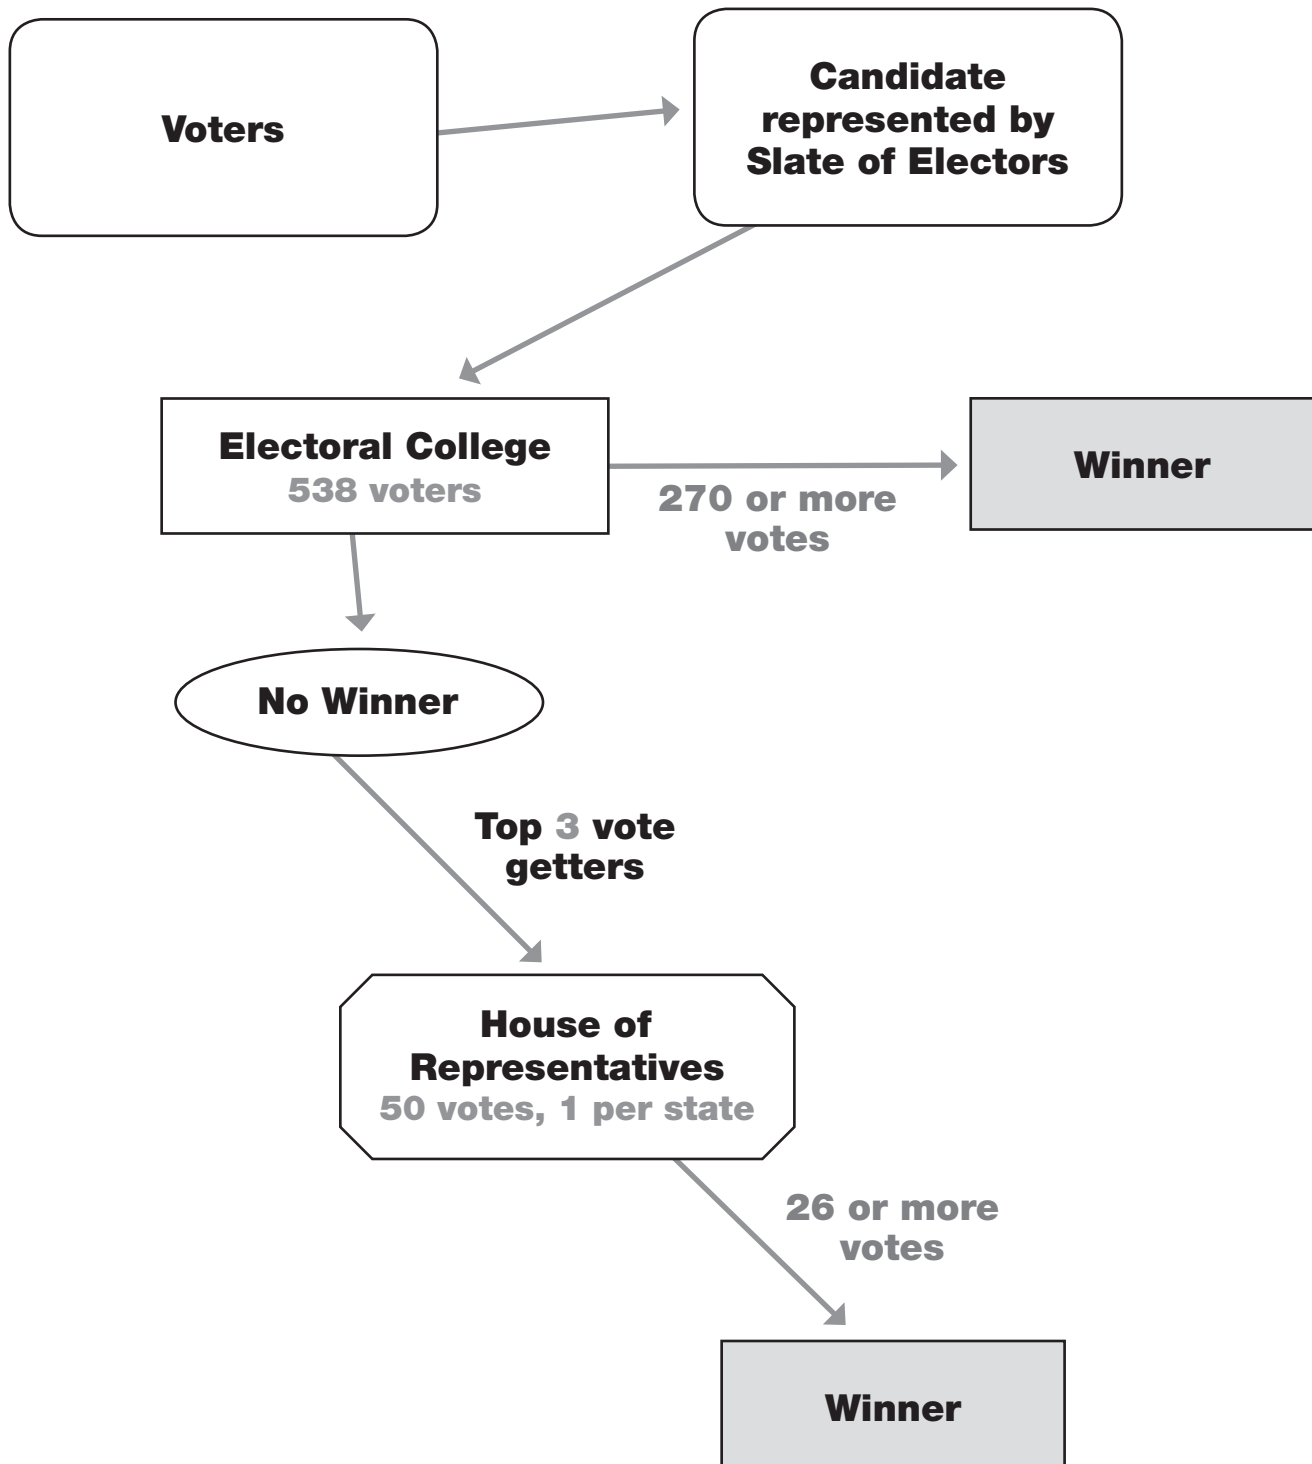 Voters
Candidate
represented by
Slate of Electors
Electoral College
538 voters
270 or more
votes
Winner
No Winner
Top 3 vote
getters
House of
Representatives
50 votes, 1 per state
26 or more
votes
Winner